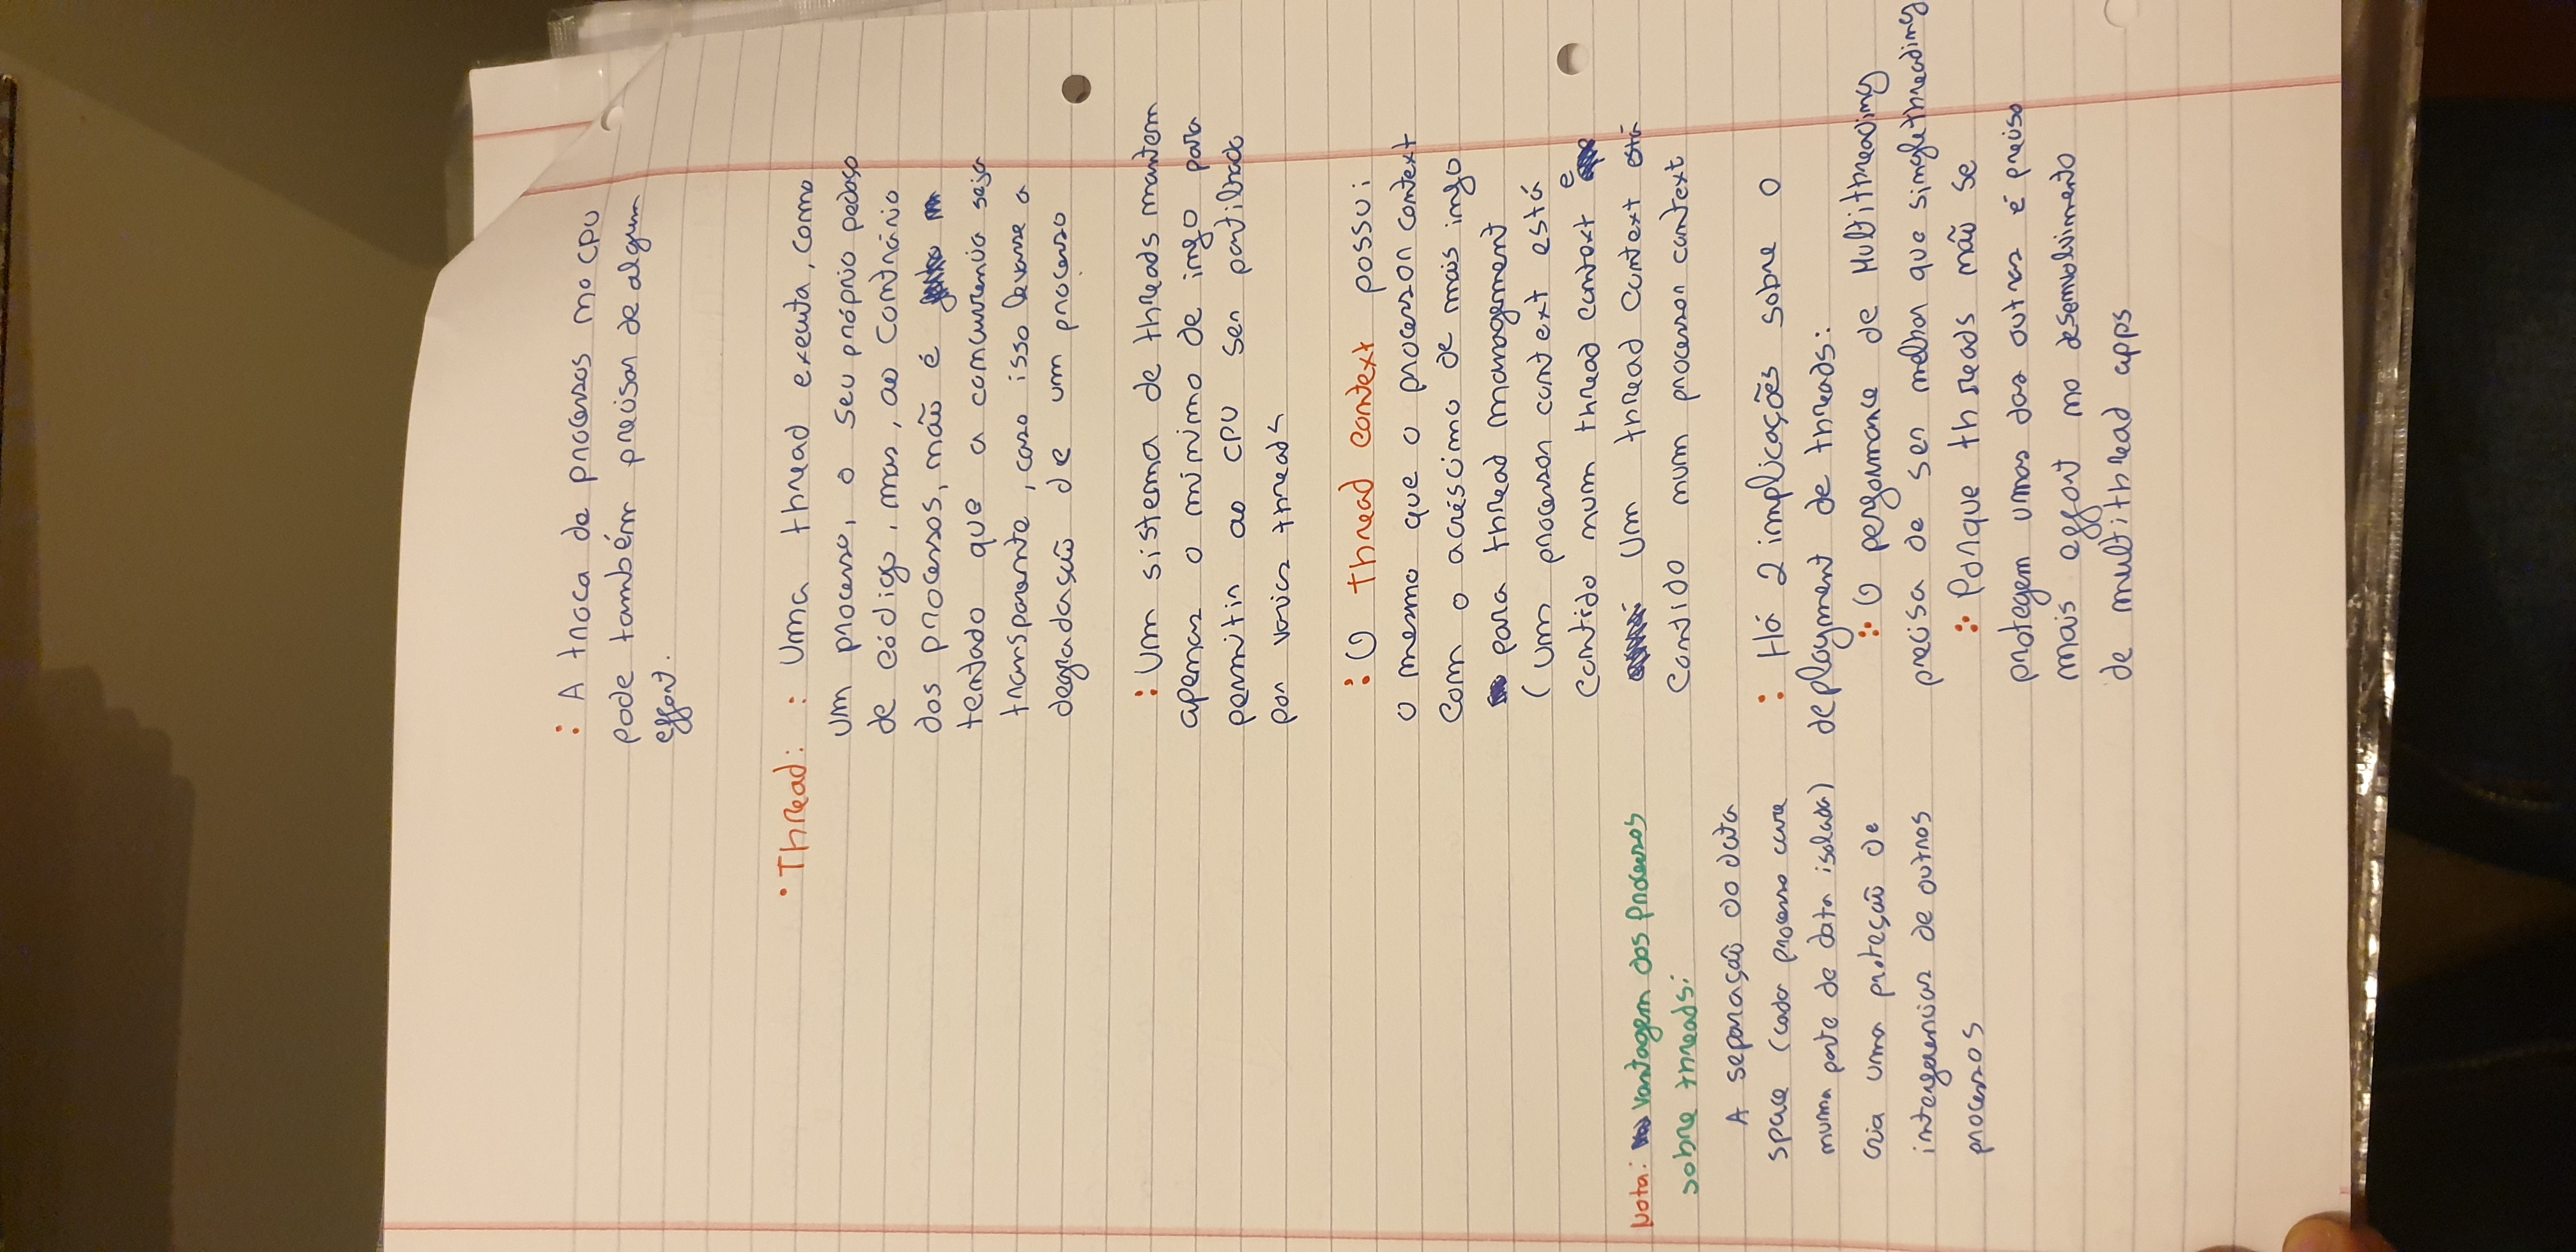 : A troca de processos no CPU
pode também precisar de algum
effort.
• Thread: : Uma thread executa, como
um processo, o seu próprio pedaço
de código, mas, ao contrário
dos processos, não é
tentado que a concurrencia seja
transparente, caso isso levasse a
degradasção de um processo
: Um sistema de threads mantem
apenas o minimo de info para
permitir ao CPU ser partilhado
por varias threads
: O thread context possui
o mesmo que o processor context
com o acréscimo de mais info
para thread management
(um processor context está
contido num thread context e
um thread context está
contido num processor context
: Há 2 implicações sobre o
deployment de threads:
:• O performance de Multithreading
precisa de ser melhor que singlethreading
:• Porque threads não se
protegem umas das outras é preciso
mais effort no desenvolvimento
de multithread apps
Nota: vantagem dos Processos
sobre threads:
A separação do data
space (cada processo corre
numa parte de data isolada)
cria uma proteção de
interferencias de outros
processos